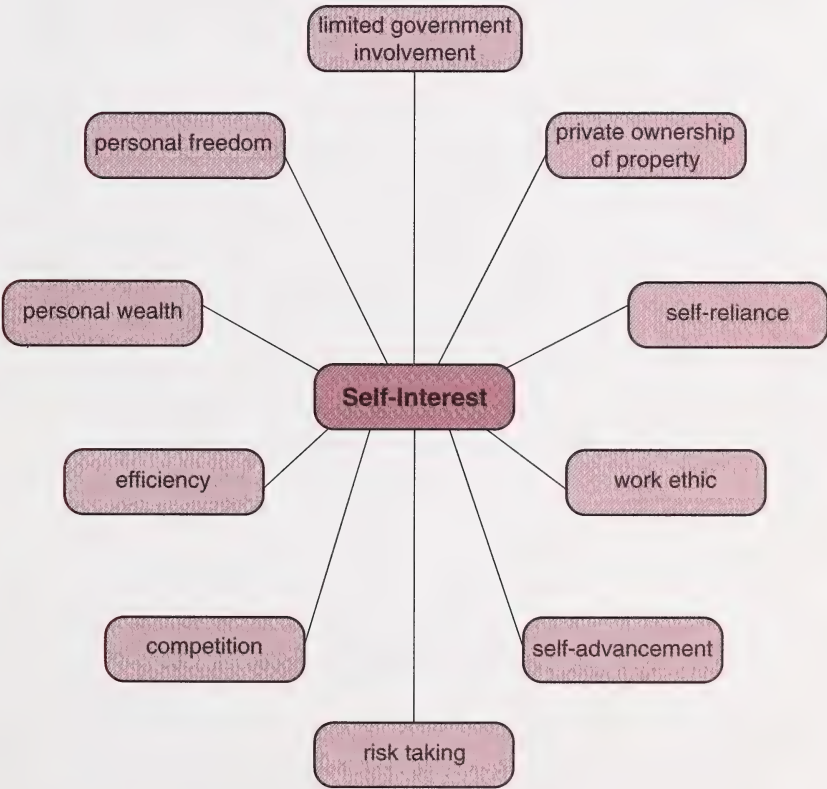 limited government
involvement
personal freedom
private ownership
of property
personal wealth
self-reliance
Self-Interest
efficiency
work ethic
competition
self-advancement
risk taking